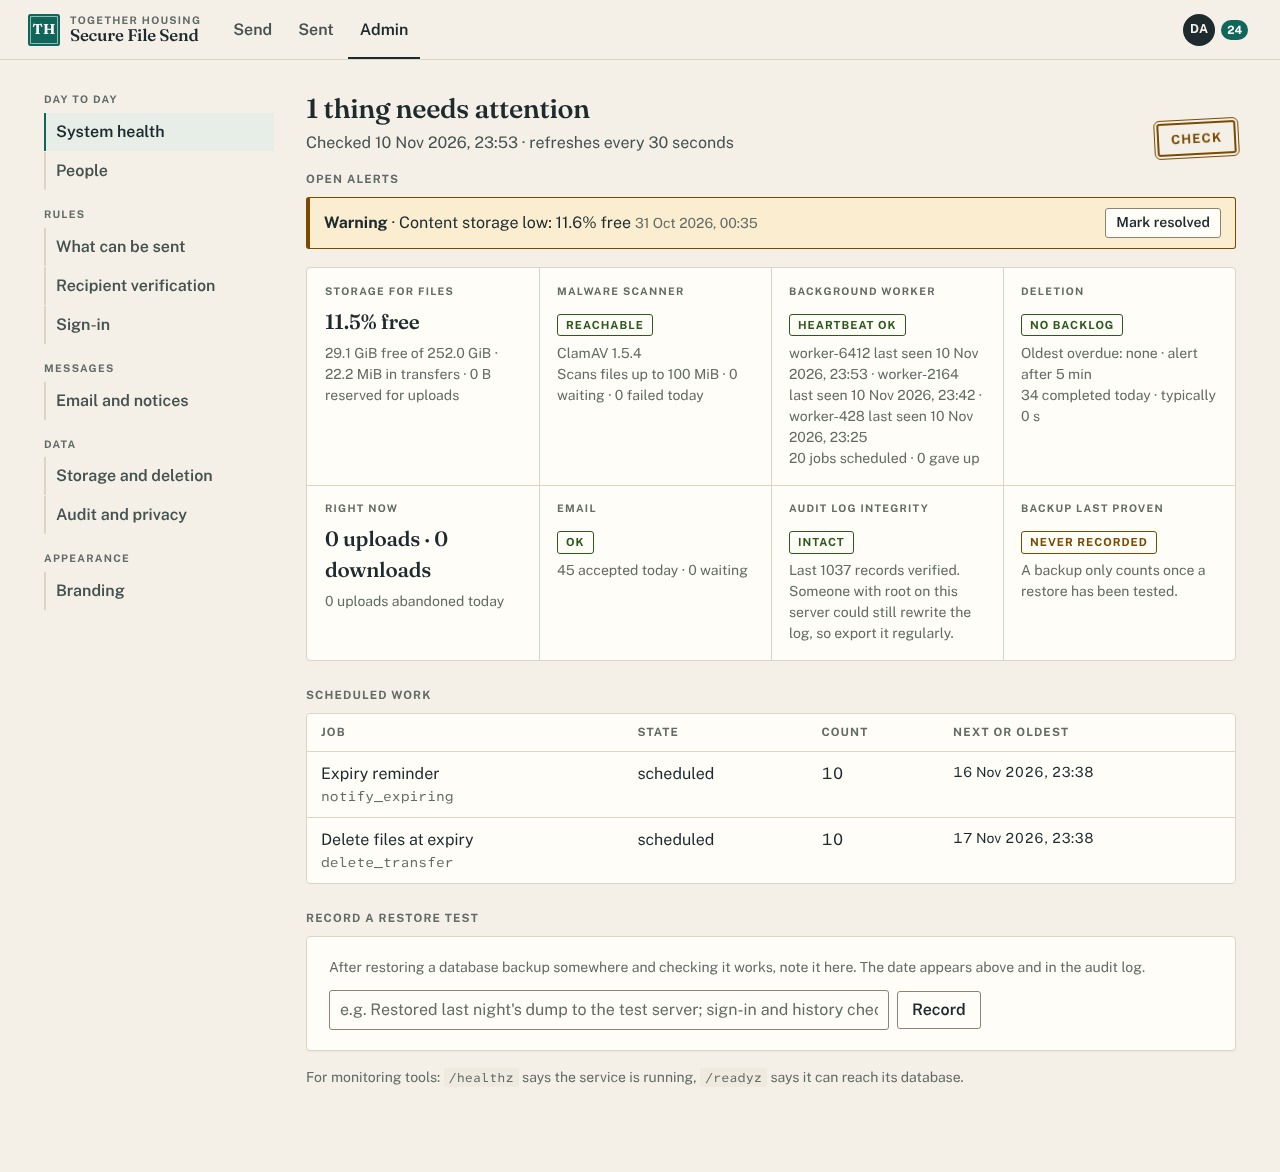 TH
TOGETHER HOUSING
Secure File Send
Send
Sent
Admin
DA
24
DAY TO DAY
System health
People
RULES
What can be sent
Recipient verification
Sign-in
MESSAGES
Email and notices
DATA
Storage and deletion
Audit and privacy
APPEARANCE
Branding
1 thing needs attention
Checked 10 Nov 2026, 23:53 · refreshes every 30 seconds
CHECK
OPEN ALERTS
Warning · Content storage low: 11.6% free 31 Oct 2026, 00:35
Mark resolved
STORAGE FOR FILES
11.5% free
29.1 GiB free of 252.0 GiB ·
22.2 MiB in transfers · 0 B
reserved for uploads
MALWARE SCANNER
REACHABLE
ClamAV 1.5.4
Scans files up to 100 MiB · 0
waiting · 0 failed today
BACKGROUND WORKER
HEARTBEAT OK
worker-6412 last seen 10 Nov
2026, 23:53 · worker-2164
last seen 10 Nov 2026, 23:42 ·
worker-428 last seen 10 Nov
2026, 23:25
20 jobs scheduled · 0 gave up
DELETION
NO BACKLOG
Oldest overdue: none · alert
after 5 min
34 completed today · typically
0 s
RIGHT NOW
0 uploads · 0
downloads
0 uploads abandoned today
EMAIL
OK
45 accepted today · 0 waiting
AUDIT LOG INTEGRITY
INTACT
Last 1037 records verified.
Someone with root on this
server could still rewrite the
log, so export it regularly.
BACKUP LAST PROVEN
NEVER RECORDED
A backup only counts once a
restore has been tested.
SCHEDULED WORK
JOB STATE COUNT NEXT OR OLDEST
Expiry reminder scheduled 10 16 Nov 2026, 23:38
notify_expiring
Delete files at expiry scheduled 10 17 Nov 2026, 23:38
delete_transfer
RECORD A RESTORE TEST
After restoring a database backup somewhere and checking it works, note it here. The date appears above and in the audit log.
e.g. Restored last night's dump to the test server; sign-in and history chec
Record
For monitoring tools: /healthz says the service is running, /readyz says it can reach its database.